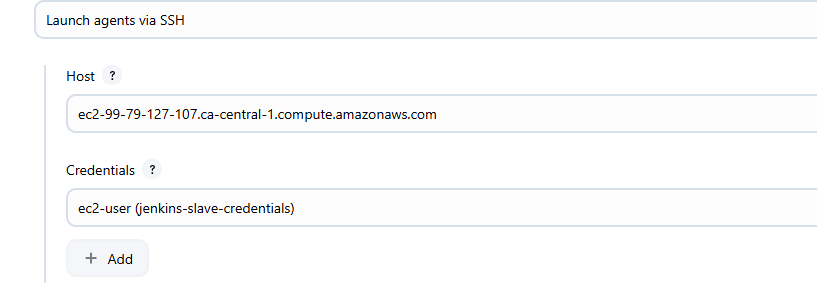 Launch agents via SSH
Host ?
ec2-99-79-127-107.ca-central-1.compute.amazonaws.com
Credentials ?
ec2-user (jenkins-slave-credentials)
+ Add